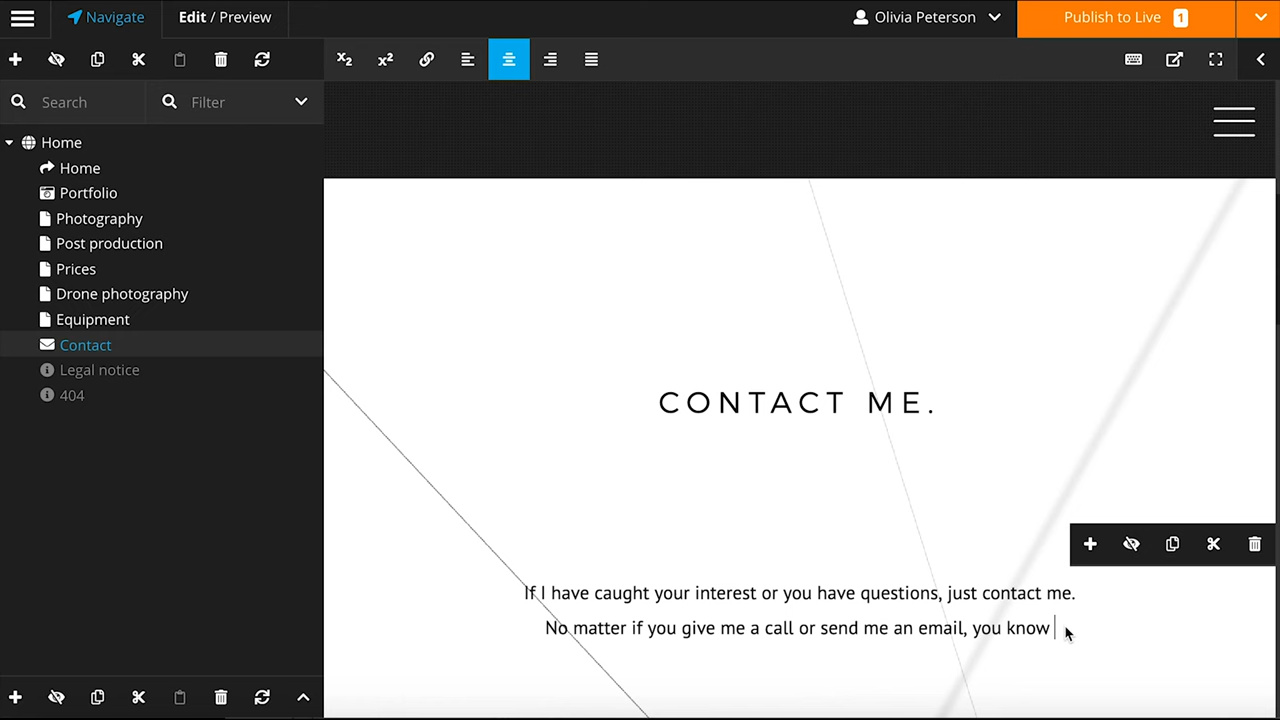 Navigate
Edit / Preview
Olivia Peterson
Publish to Live 1
x2
x2
Search
Filter
Home
Home
Portfolio
Photography
Post production
Prices
Drone photography
Equipment
Contact
Legal notice
404
CONTACT ME.
If I have caught your interest or you have questions, just contact me.
No matter if you give me a call or send me an email, you know